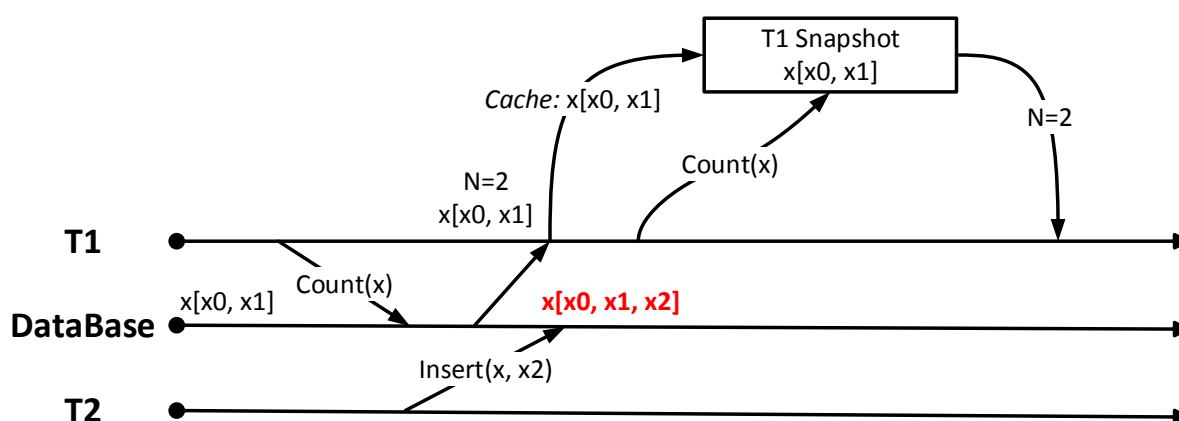 T1 Snapshot
x[x0, x1]
Cache: x[x0, x1]
N=2
Count(x)
N=2
x[x0, x1]
T1
Count(x)
x[x0, x1]
x[x0, x1, x2]
DataBase
Insert(x, x2)
T2